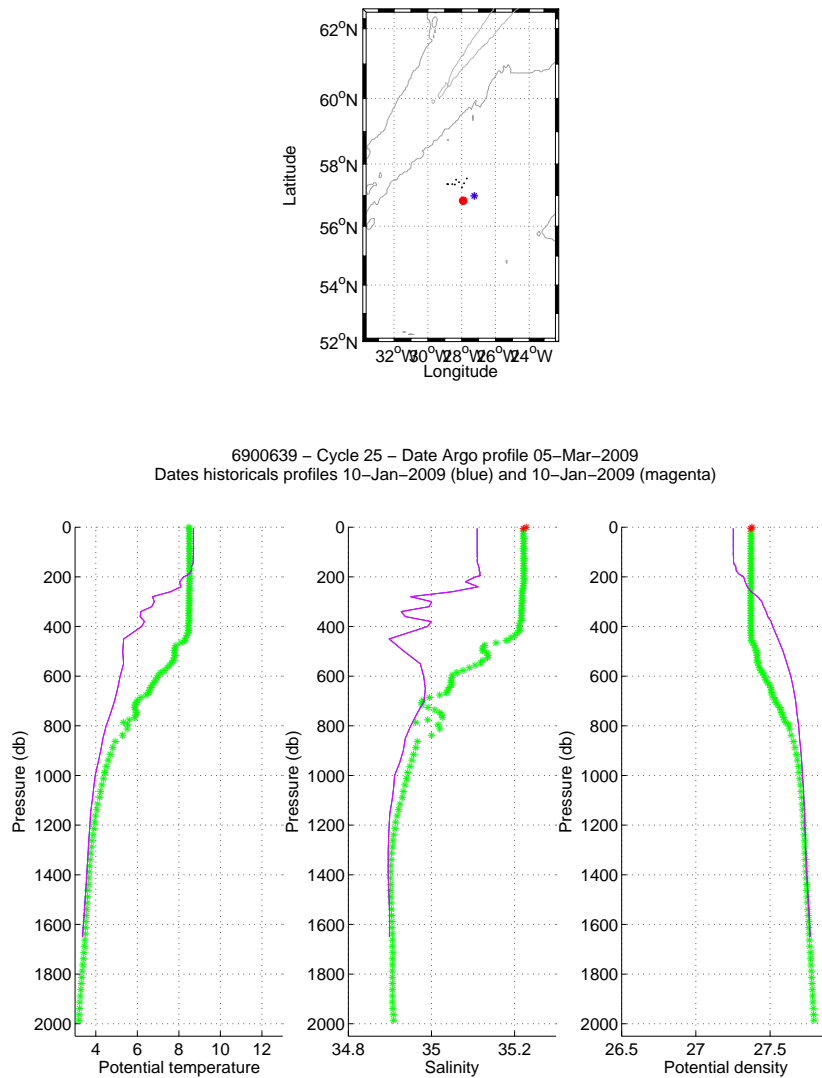 62°N
60°N
58°N
56°N
54°N
52°N
Latitude
32°W 30°W 28°W 26°W 24°W
Longitude
6900639 − Cycle 25 − Date Argo profile 05−Mar−2009
Dates historicals profiles 10−Jan−2009 (blue) and 10−Jan−2009 (magenta)
0
200
400
600
800
1000
1200
1400
1600
1800
2000
Pressure (db)
4 6 8 10 12
Potential temperature
0
200
400
600
800
1000
1200
1400
1600
1800
2000
Pressure (db)
34.8 35 35.2
Salinity
0
200
400
600
800
1000
1200
1400
1600
1800
2000
Pressure (db)
26.5 27 27.5
Potential density